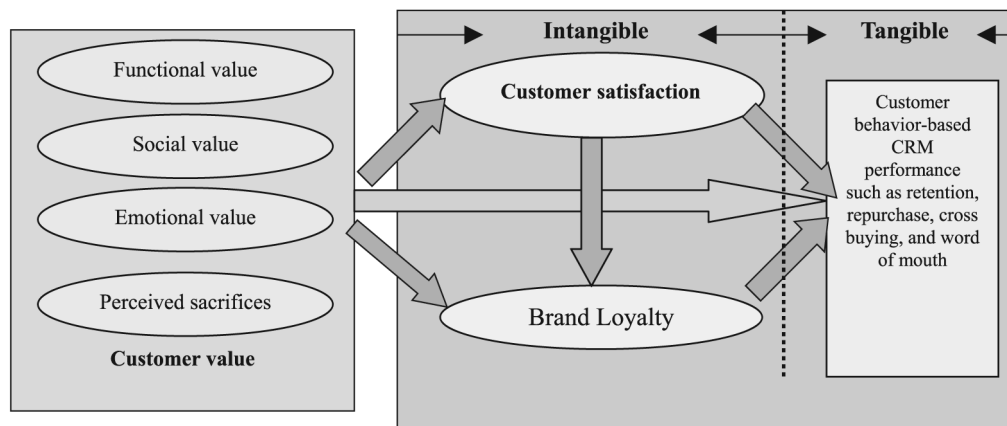 Functional value
Social value
Emotional value
Perceived sacrifices
Customer value
Intangible
Customer satisfaction
Brand Loyalty
Tangible
Customer
behavior-based
CRM
performance
such as retention,
repurchase, cross
buying, and word
of mouth